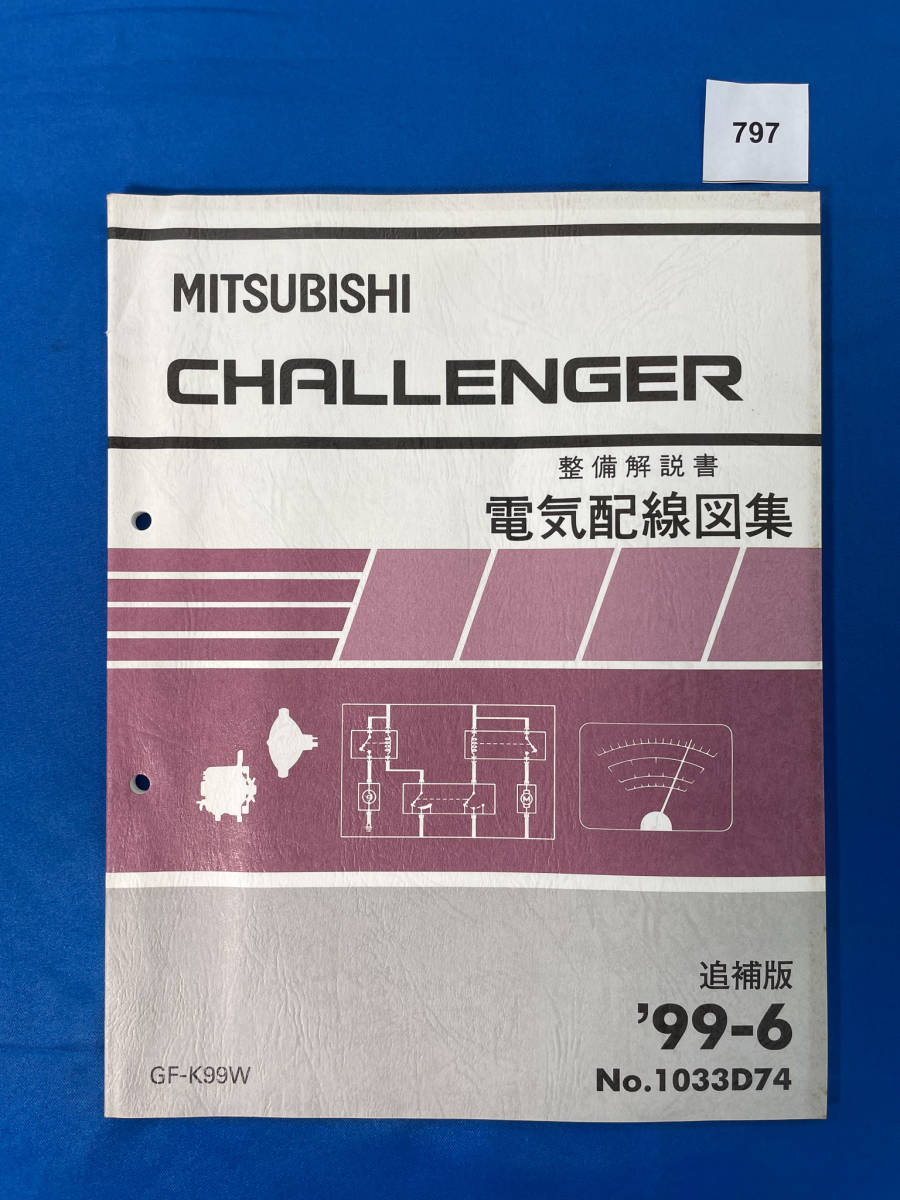 797
MITSUBISHI
CHALLENGER
整備解説書
電気配線図集
M
追補版
'99-6
GF-K99W
No.1033D74